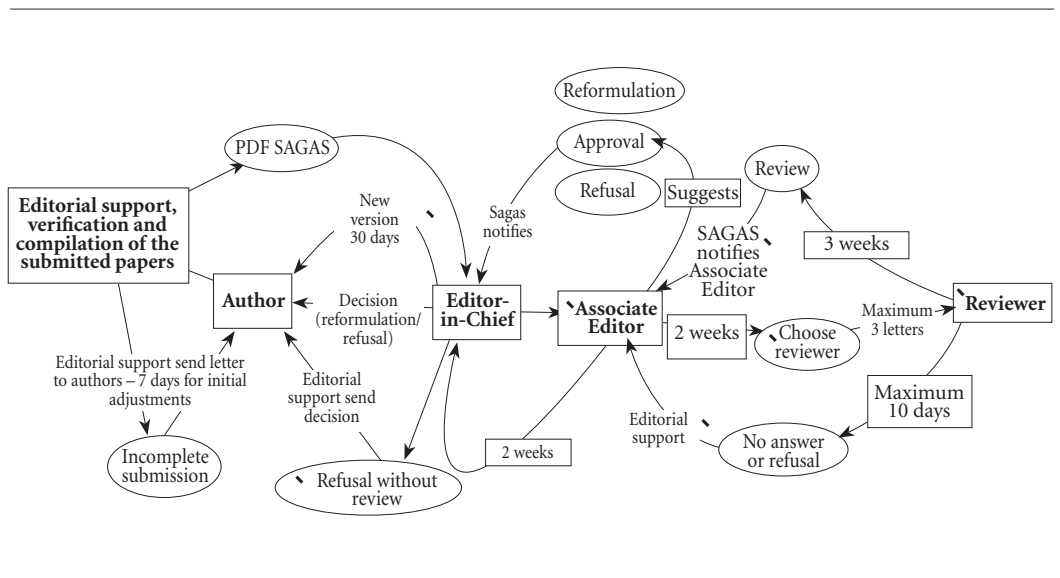 Reformulation
PDF SAGAS
Approval
Review
Refusal
Suggests
Editorial support,
verification and
compilation of the
submitted papers
New
version
30 days
Sagas
notifies
SAGAS
notifies
Associate
Editor
3 weeks
Author
Decision
(reformulation/
refusal)
Editor-
in-Chief
Associate
Editor
2 weeks
Choose
reviewer
Maximum
3 letters
Reviewer
Editorial support send letter
to authors – 7 days for initial
adjustments
Editorial
support send
decision
Maximum
10 days
Editorial
support
Incomplete
submission
Refusal without
review
2 weeks
No answer
or refusal